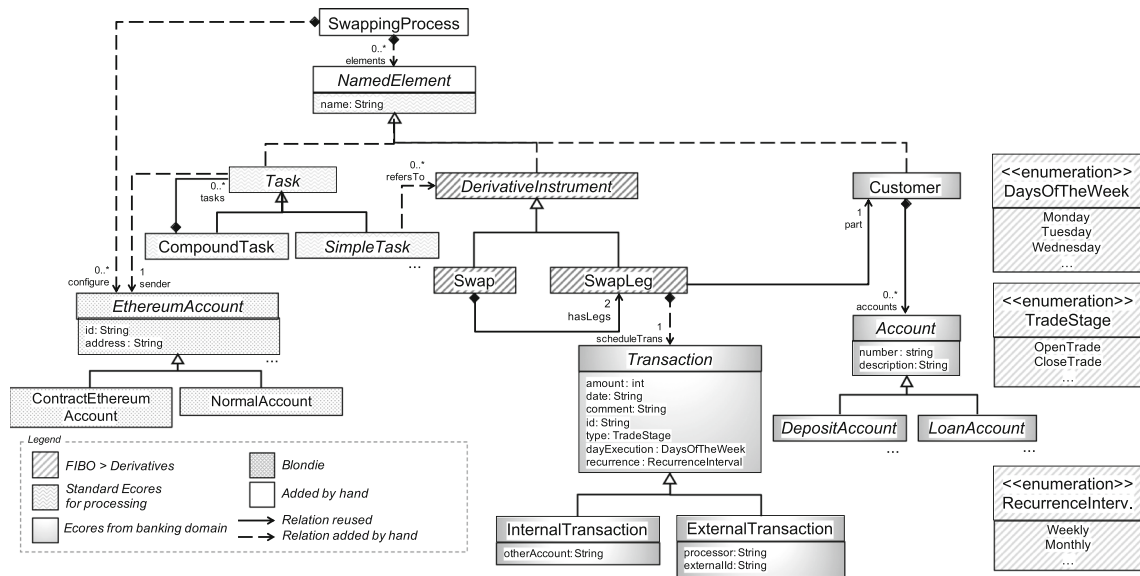 SwappingProcess
0..*
elements
NamedElement
name: String
0..*
tasks
Task
0..*
refersTo
DerivativeInstrument
Customer
1
part
<<enumeration>>
DaysOfTheWeek
Monday
Tuesday
Wednesday
...
CompoundTask
SimpleTask
...
0..*
configure
1
sender
Swap
SwapLeg
2
hasLegs
1
scheduleTrans
0..*
accounts
EthereumAccount
id: String
address : String
...
Account
number : string
description: String
<<enumeration>>
TradeStage
OpenTrade
CloseTrade
...
Transaction
amount : int
date: String
comment: String
id: String
type: TradeStage
dayExecution : DaysOfTheWeek
recurrence : RecurrenceInterval
ContractEthereum
Account
NormalAccount
DepositAccount
...
LoanAccount
...
Legend
FIBO > Derivatives
Blondie
Standard Ecores
for processing
Added by hand
Ecores from banking domain
Relation reused
Relation added by hand
InternalTransaction
otherAccount: String
ExternalTransaction
processor: String
externalId: String
<<enumeration>>
RecurrenceInterv.
Weekly
Monthly
...